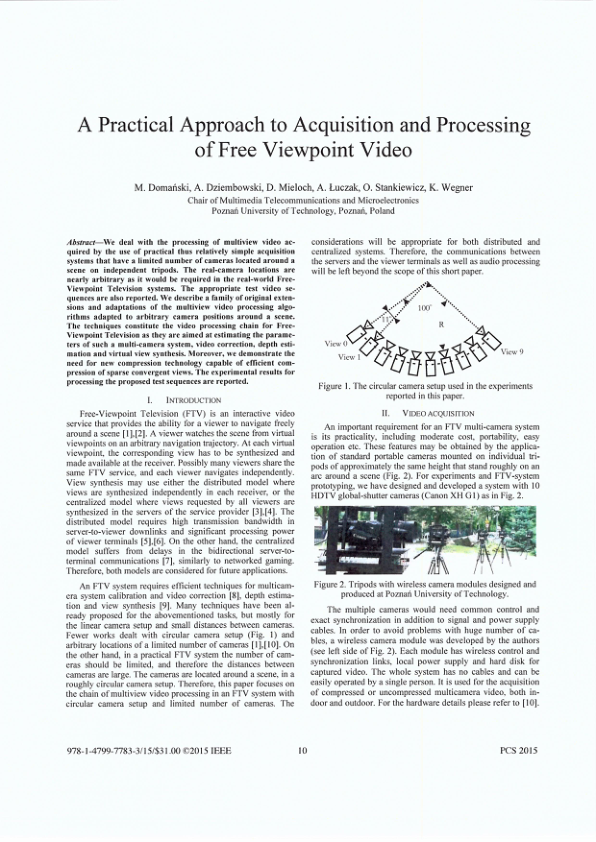 A Practical Approach to Acquisition and Processing
of Free Viewpoint Video
M. Domański, A. Dziembowski, D. Mieloch, A. Łuczak, O. Stankiewicz, K. Wegner
Chair of Multimedia Telecommunications and Microelectronics
Poznań University of Technology, Poznań, Poland
Abstract—We deal with the processing of multiview video ac-
quired by the use of practical thus relatively simple acquisition
systems that have a limited number of cameras located around a
scene on independent tripods. The real-camera locations are
nearly arbitrary as it would be required in the real-world Free-
Viewpoint Television systems. The appropriate test video se-
quences are also reported. We describe a family of original exten-
sions and adaptations of the multiview video processing algo-
rithms adapted to arbitrary camera positions around a scene.
The techniques constitute the video processing chain for Free-
Viewpoint Television as they are aimed at estimating the parame-
ters of such a multi-camera system, video correction, depth esti-
mation and virtual view synthesis. Moreover, we demonstrate the
need for new compression technology capable of efficient com-
pression of sparse convergent views. The experimental results for
processing the proposed test sequences are reported.
I. INTRODUCTION
Free-Viewpoint Television (FTV) is an interactive video
service that provides the ability for a viewer to navigate freely
around a scene [1],[2]. A viewer watches the scene from virtual
viewpoints on an arbitrary navigation trajectory. At each virtual
viewpoint, the corresponding view has to be synthesized and
made available at the receiver. Possibly many viewers share the
same FTV service, and each viewer navigates independently.
View synthesis may use either the distributed model where
views are synthesized independently in each receiver, or the
centralized model where views requested by all viewers are
synthesized in the servers of the service provider [3],[4]. The
distributed model requires high transmission bandwidth in
server-to-viewer downlinks and significant processing power
of viewer terminals [5],[6]. On the other hand, the centralized
model suffers from delays in the bidirectional server-to-
terminal communications [7], similarly to networked gaming.
Therefore, both models are considered for future applications.
An FTV system requires efficient techniques for multicam-
era system calibration and video correction [8], depth estima-
tion and view synthesis [9]. Many techniques have been al-
ready proposed for the abovementioned tasks, but mostly for
the linear camera setup and small distances between cameras.
Fewer works dealt with circular camera setup (Fig. 1) and
arbitrary locations of a limited number of cameras [1],[10]. On
the other hand, in a practical FTV system the number of cam-
eras should be limited, and therefore the distances between
cameras are large. The cameras are located around a scene, in a
roughly circular camera setup. Therefore, this paper focuses on
the chain of multiview video processing in an FTV system with
circular camera setup and limited number of cameras. The
considerations will be appropriate for both distributed and
centralized systems. Therefore, the communications between
the servers and the viewer terminals as well as audio processing
will be left beyond the scope of this short paper.
100°
11°
R
View 0
View 1
View 9
Figure 1. The circular camera setup used in the experiments
reported in this paper.
II. VIDEO ACQUISITION
An important requirement for an FTV multi-camera system
is its practicality, including moderate cost, portability, easy
operation etc. These features may be obtained by the applica-
tion of standard portable cameras mounted on individual tri-
pods of approximately the same height that stand roughly on an
arc around a scene (Fig. 2). For experiments and FTV-system
prototyping, we have designed and developed a system with 10
HDTV global-shutter cameras (Canon XH G1) as in Fig. 2.
Figure 2. Tripods with wireless camera modules designed and
produced at Poznań University of Technology.
The multiple cameras would need common control and
exact synchronization in addition to signal and power supply
cables. In order to avoid problems with huge number of ca-
bles, a wireless camera module was developed by the authors
(see left side of Fig. 2). Each module has wireless control and
synchronization links, local power supply and hard disk for
captured video. The whole system has no cables and can be
easily operated by a single person. It is used for the acquisition
of compressed or uncompressed multicamera video, both in-
door and outdoor. For the hardware details please refer to [10].
978-1-4799-7783-3/15/$31.00 ©2015 IEEE
10
PCS 2015